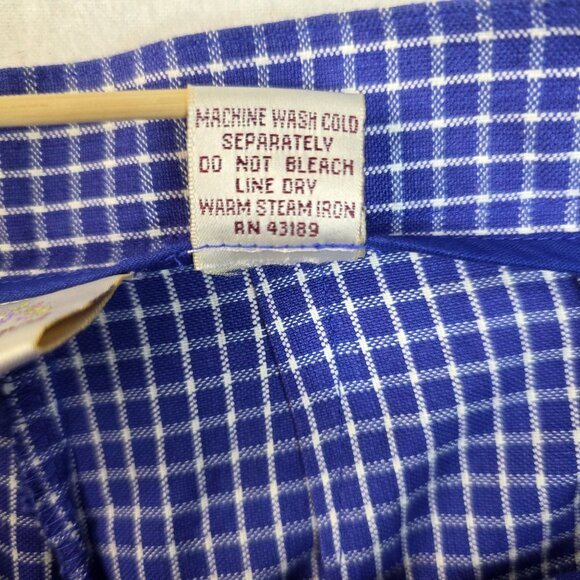 MACHINE WASH COLD
SEPARATELY
DO NOT BLEACH
LINE DRY
WARM STEAM IRON
RN 43189